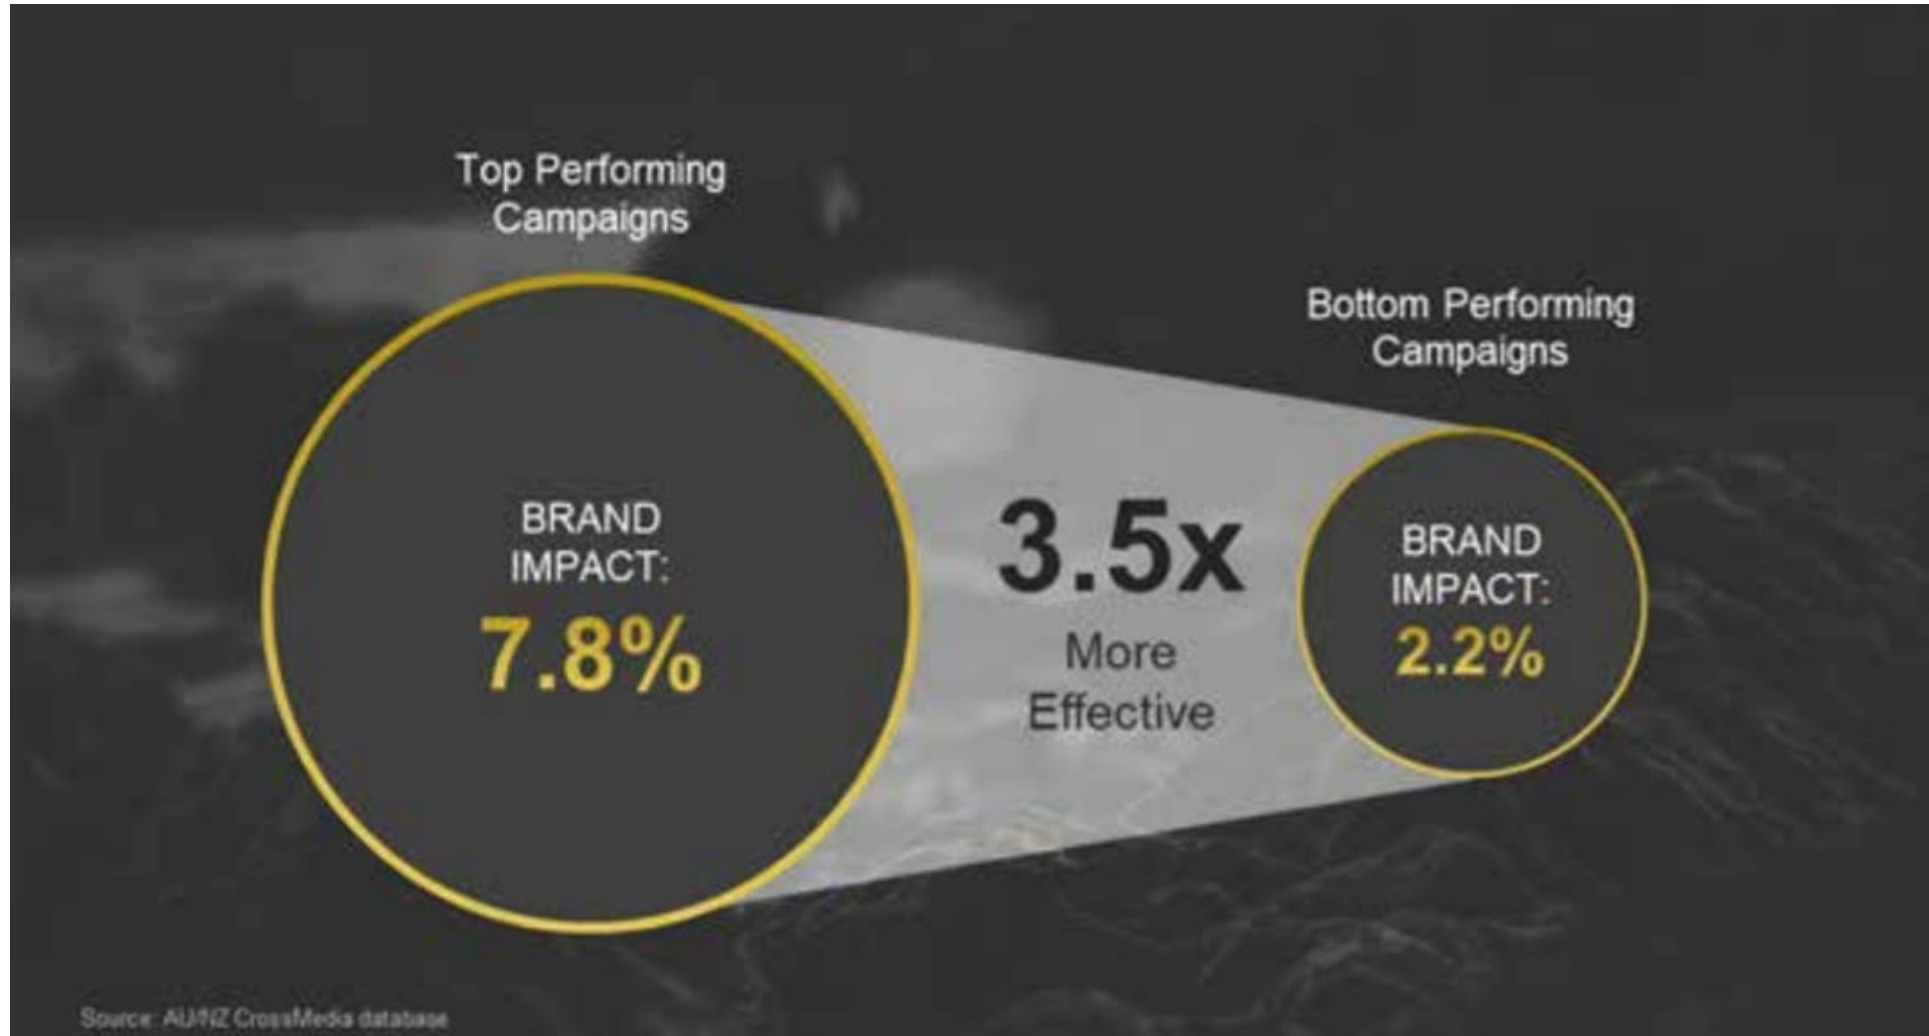 Top Performing
Campaigns
BRAND
IMPACT:
7.8%
3.5x
More
Effective
Bottom Performing
Campaigns
BRAND
IMPACT:
2.2%
Source: AU/NZ CrossMedia database